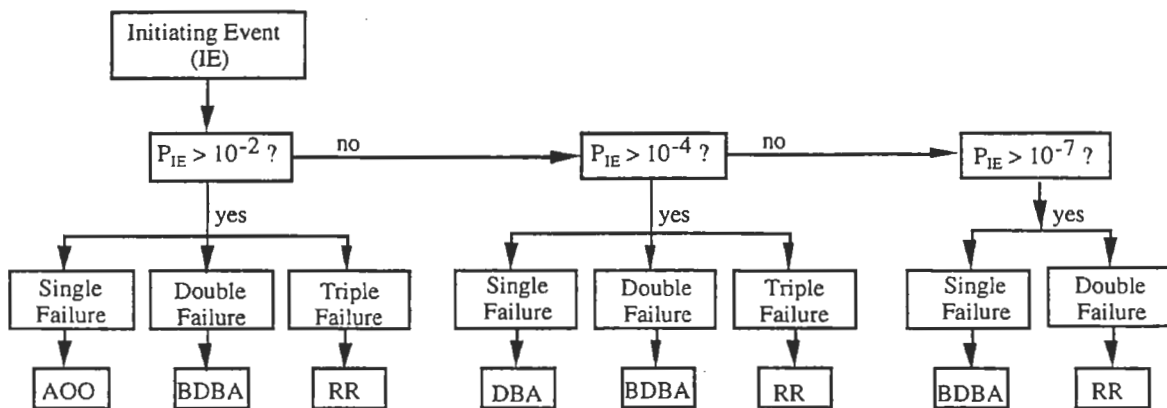 Initiating Event
(IE)
P_IE > 10^-2 ?
no
P_IE > 10^-4 ?
no
P_IE > 10^-7 ?
yes
yes
yes
Single
Failure
Double
Failure
Triple
Failure
Single
Failure
Double
Failure
Triple
Failure
Single
Failure
Double
Failure
AOO
BDBA
RR
DBA
BDBA
RR
BDBA
RR